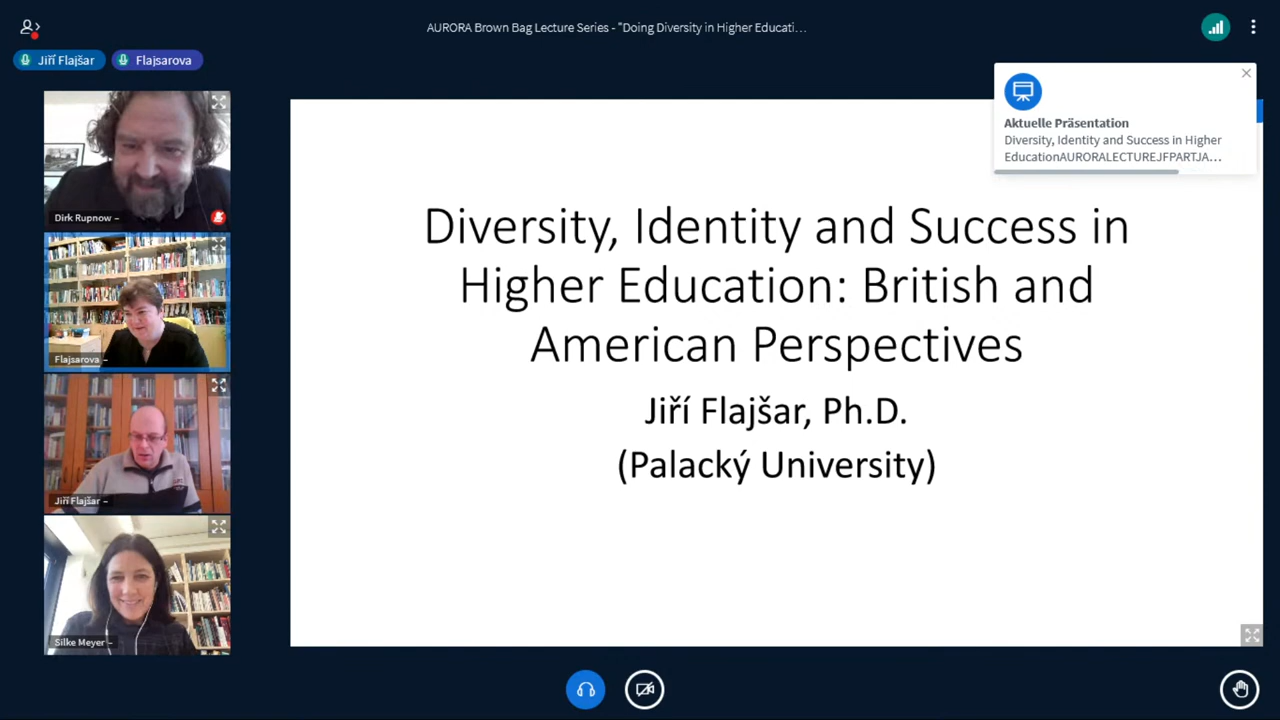 AURORA Brown Bag Lecture Series - "Doing Diversity in Higher Educati…
Jiří Flajšar
Flajsarova
Aktuelle Präsentation
Diversity, Identity and Success in Higher
EducationAURORALECTUREJFPARTJA…
Dirk Rupnow –
Flajsarova –
Jiří Flajšar –
Silke Meyer –
Diversity, Identity and Success in
Higher Education: British and
American Perspectives
Jiří Flajšar, Ph.D.
(Palacký University)